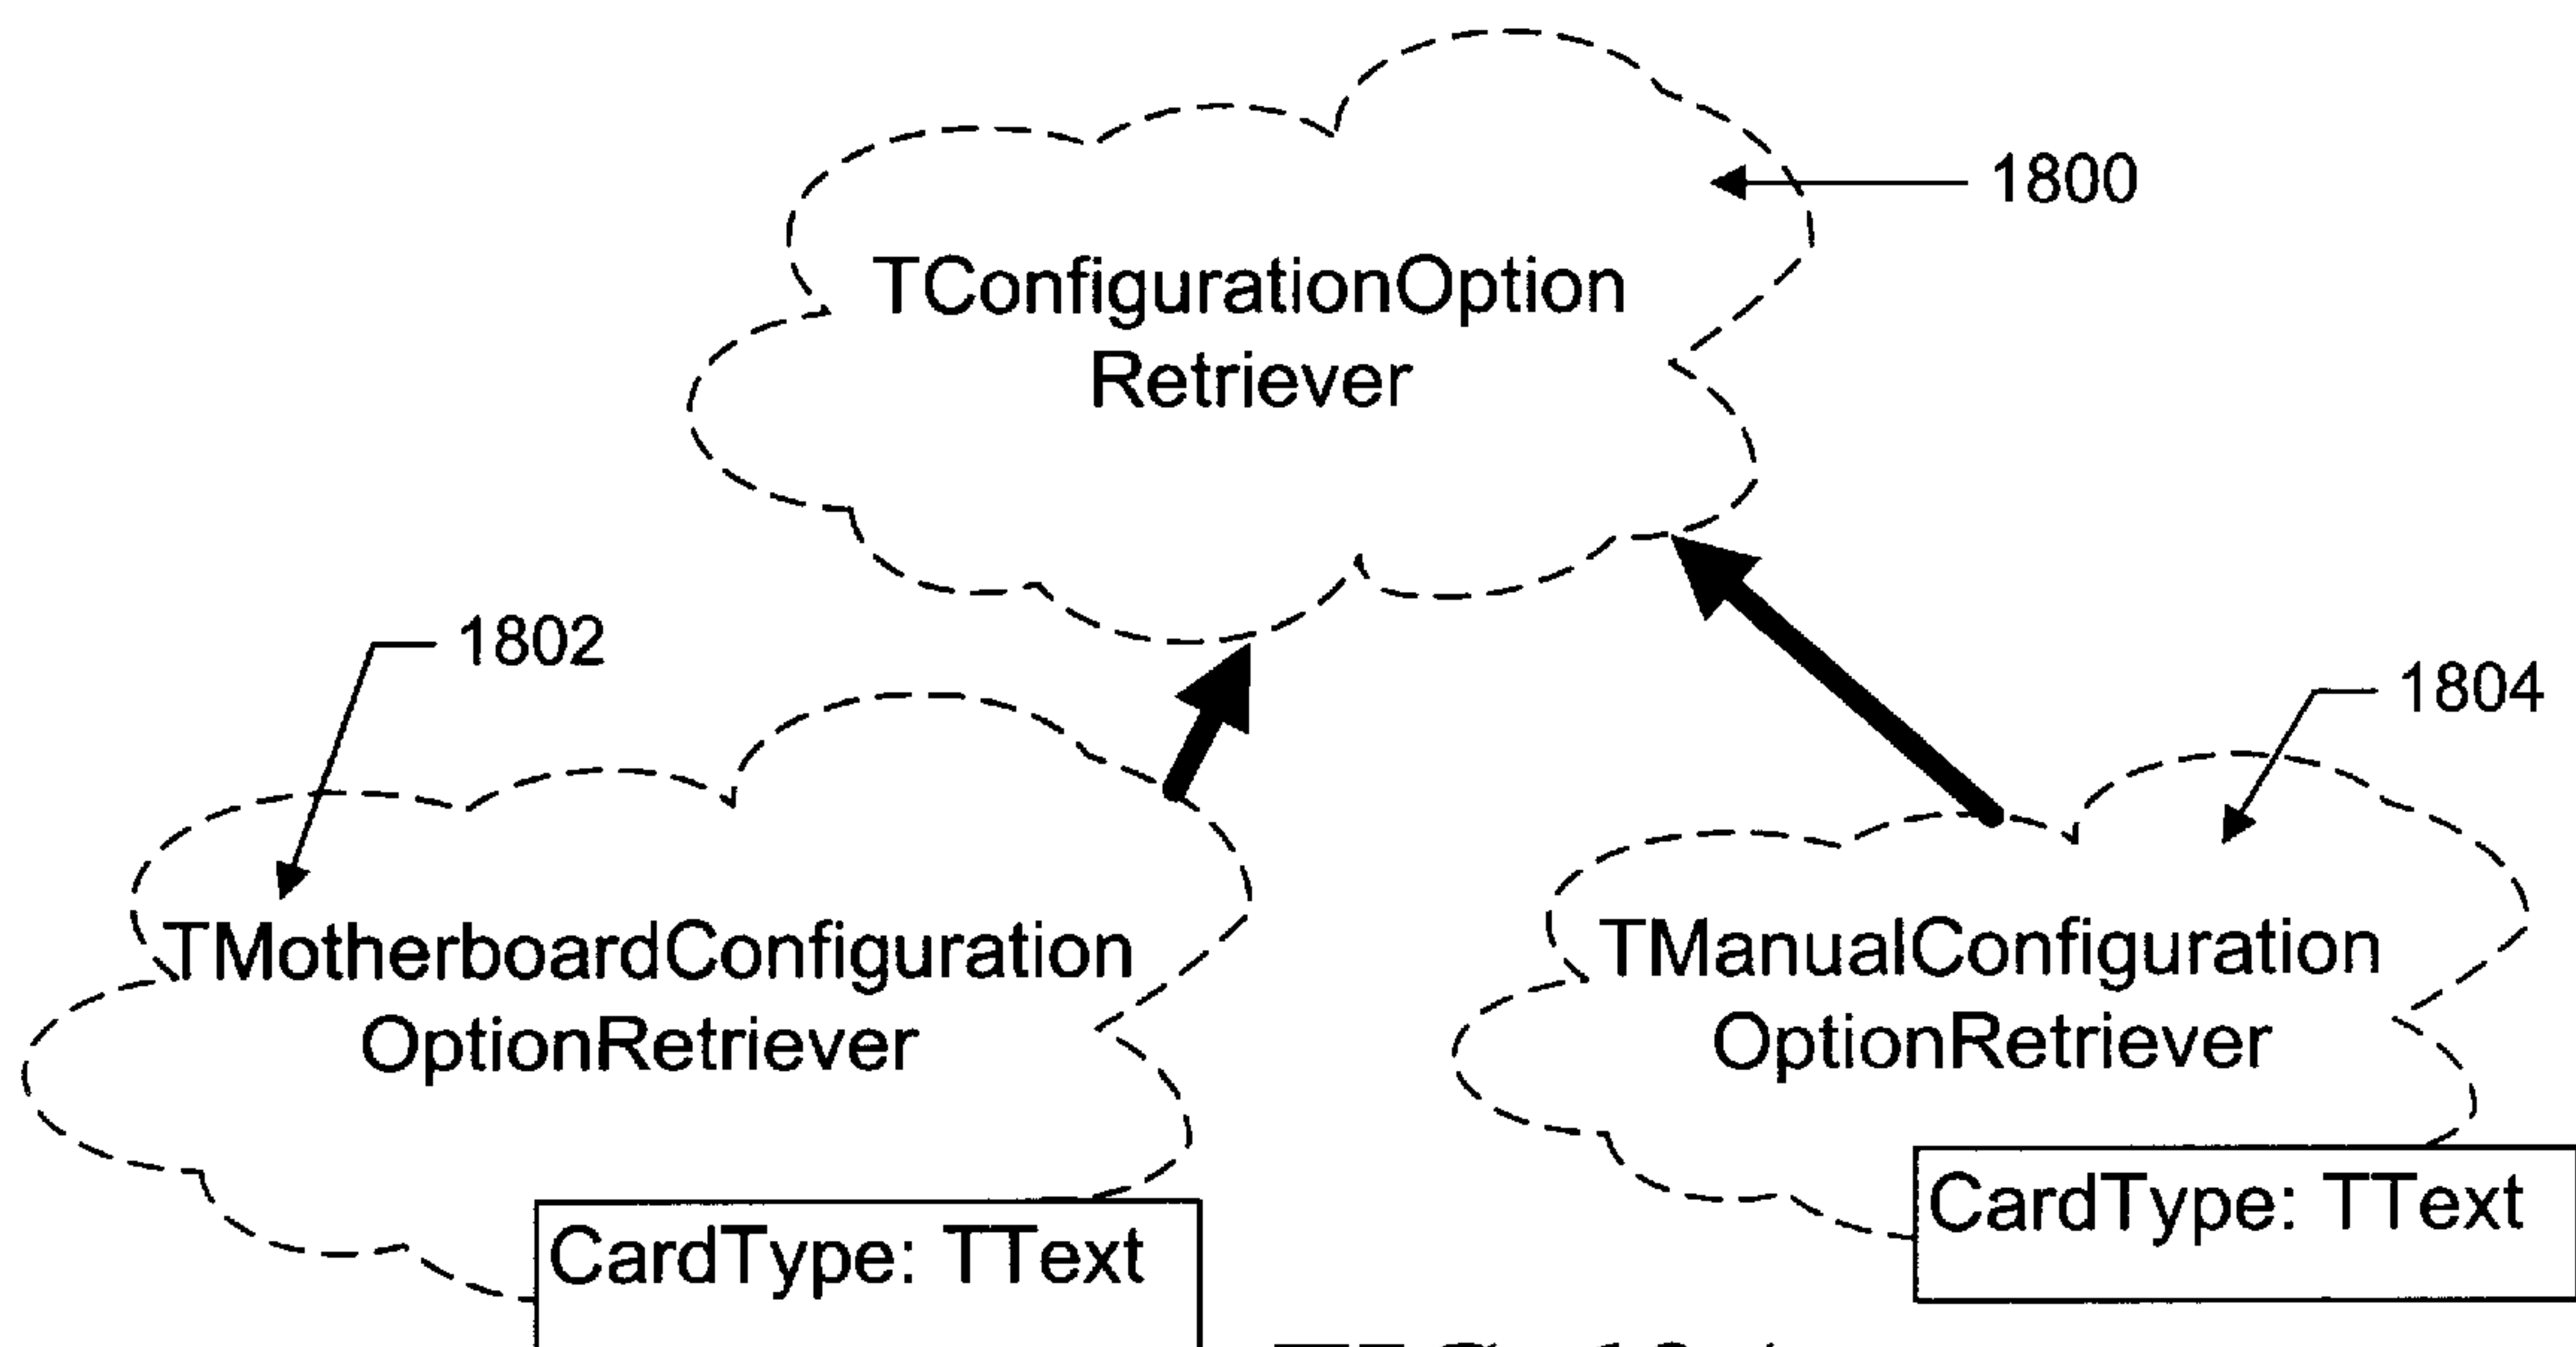 1800
TConfigurationOption
Retriever
1802
1804
TMotherboardConfiguration
OptionRetriever
TManualConfiguration
OptionRetriever
CardType: TText
CardType: TText